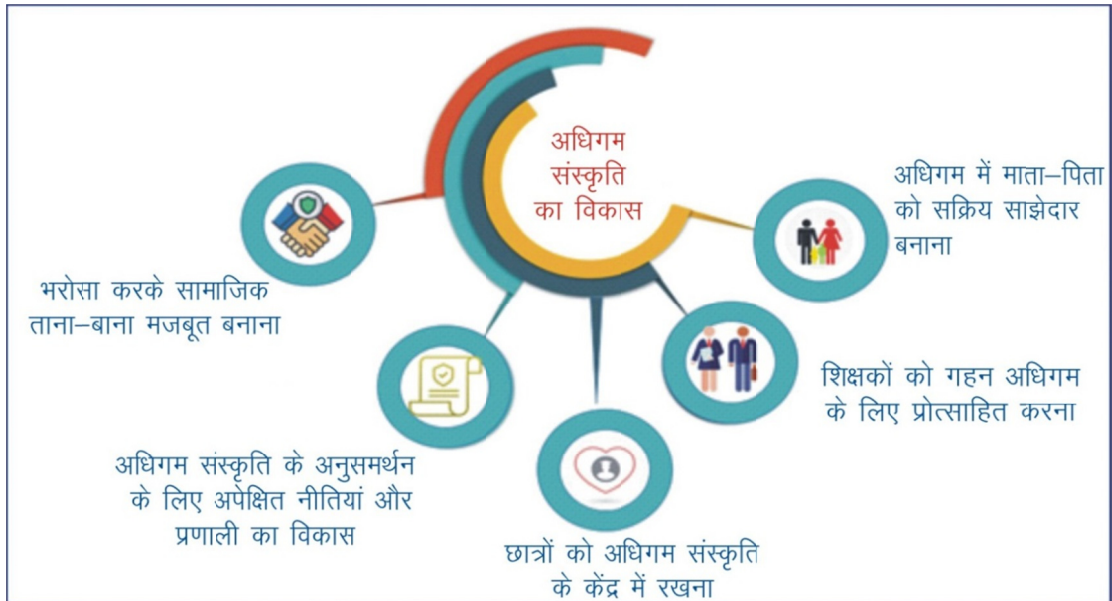 अधिगम
संस्कृति
का विकास
भरोसा करके सामाजिक
ताना–बाना मजबूत बनाना
अधिगम संस्कृति के अनुसमर्थन
के लिए अपेक्षित नीतियां और
प्रणाली का विकास
छात्रों को अधिगम संस्कृति
के केंद्र में रखना
शिक्षकों को गहन अधिगम
के लिए प्रोत्साहित करना
अधिगम में माता–पिता
को सक्रिय साझेदार
बनाना